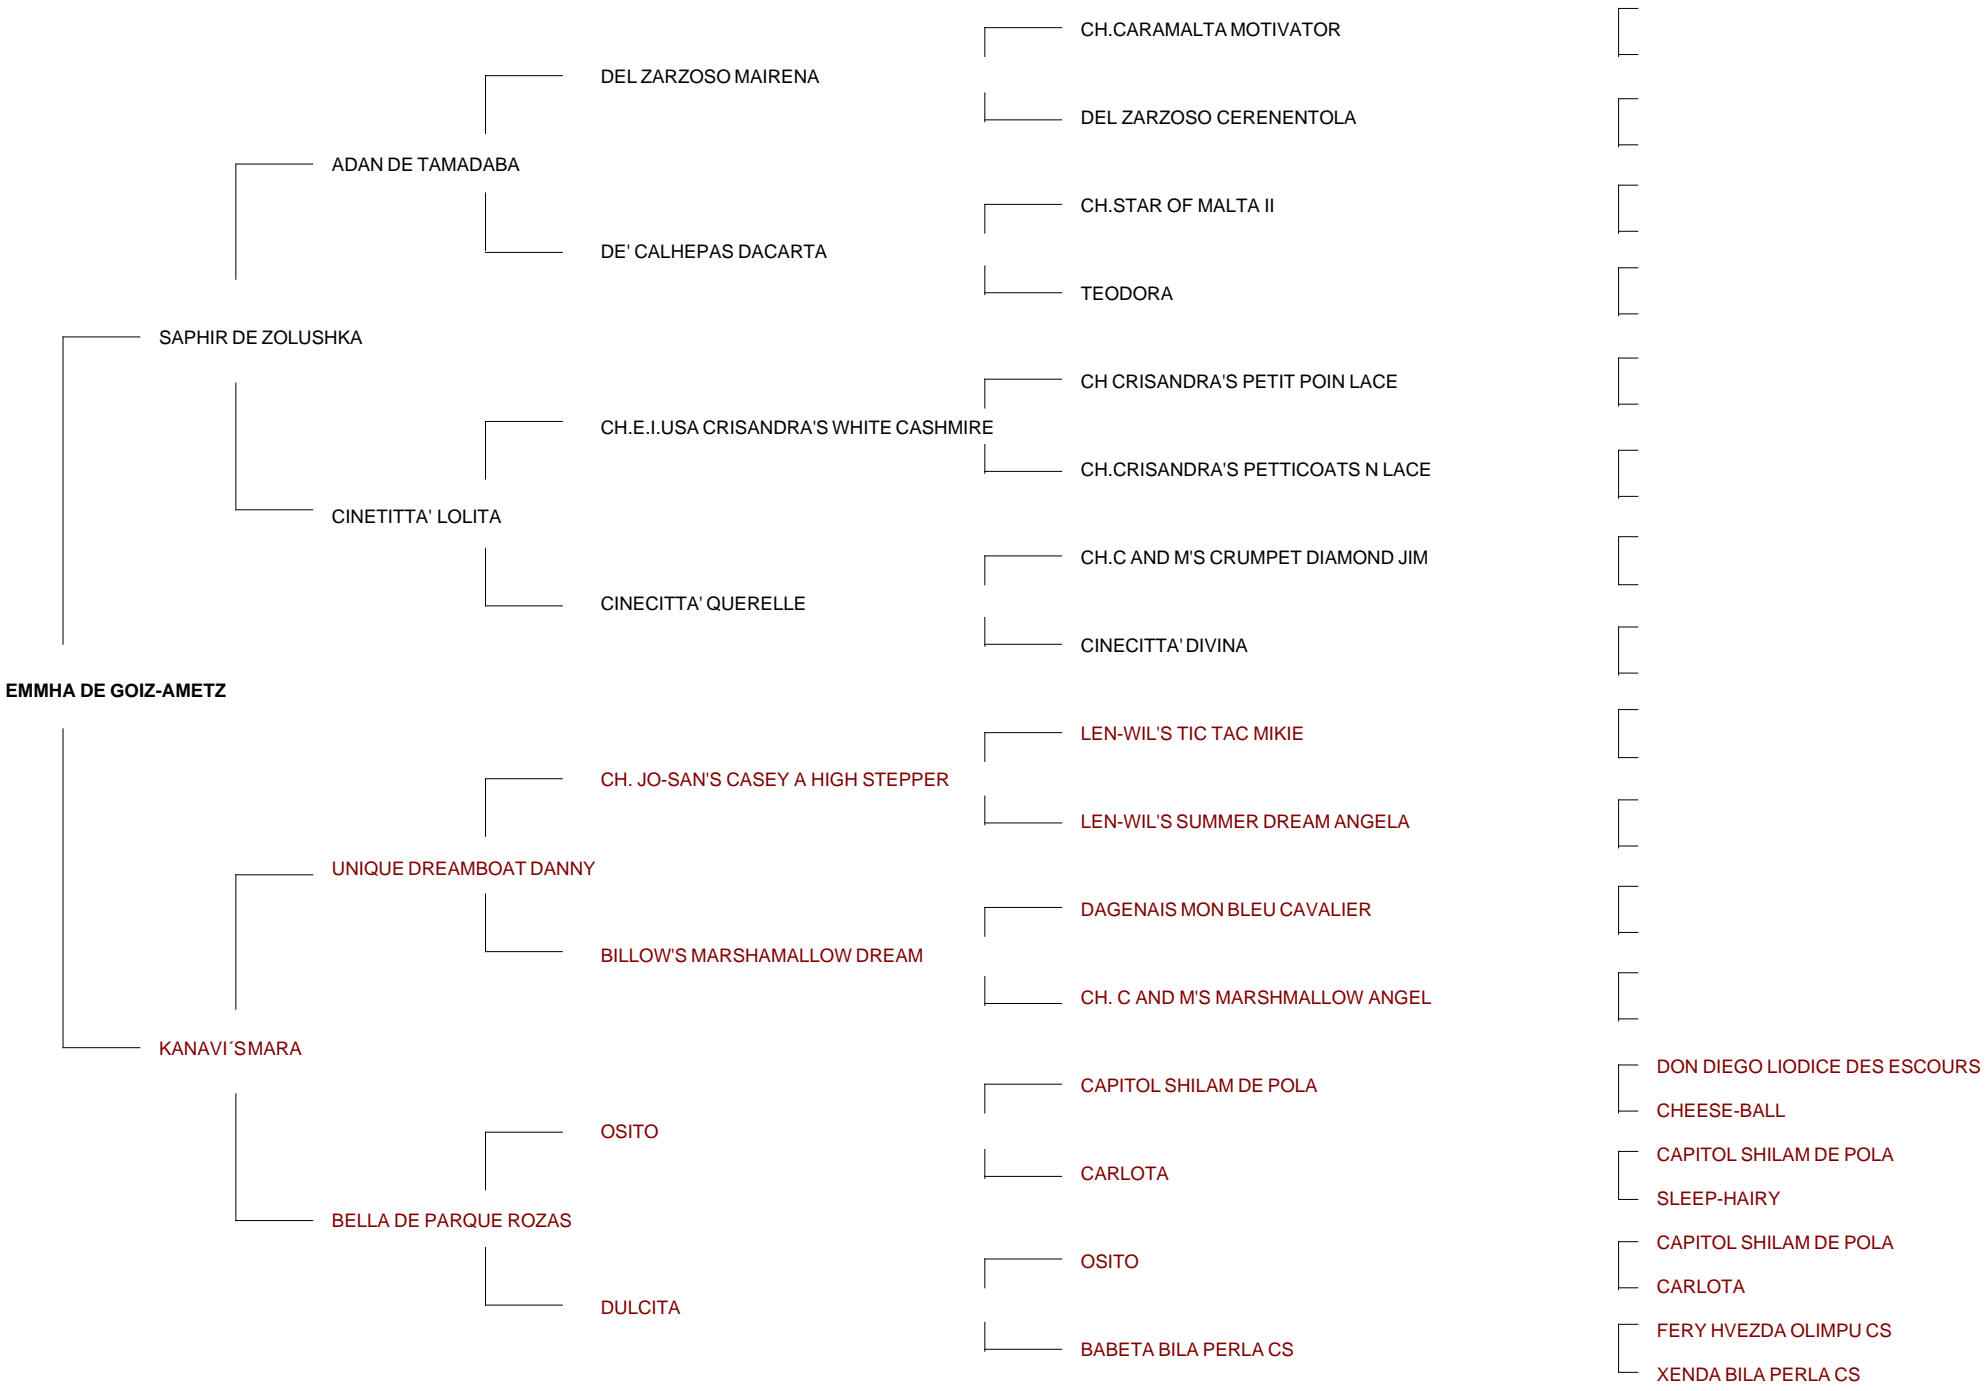 CH.CARAMALTA MOTIVATOR
DEL ZARZOSO MAIRENA
DEL ZARZOSO CERENENTOLA
ADAN DE TAMADABA
CH.STAR OF MALTA II
DE' CALHEPAS DACARTA
TEODORA
SAPHIR DE ZOLUSHKA
CH CRISANDRA'S PETIT POIN LACE
CH.E.I.USA CRISANDRA'S WHITE CASHMIRE
CH.CRISANDRA'S PETTICOATS N LACE
CINETITTA' LOLITA
CH.C AND M'S CRUMPET DIAMOND JIM
CINECITTA' QUERELLE
CINECITTA' DIVINA
EMMHA DE GOIZ-AMETZ
LEN-WIL'S TIC TAC MIKIE
CH. JO-SAN'S CASEY A HIGH STEPPER
LEN-WIL'S SUMMER DREAM ANGELA
UNIQUE DREAMBOAT DANNY
DAGENAIS MON BLEU CAVALIER
BILLOW'S MARSHAMALLOW DREAM
CH. C AND M'S MARSHMALLOW ANGEL
KANAVI´S MARA
DON DIEGO LIODICE DES ESCOURS
CAPITOL SHILAM DE POLA
CHEESE-BALL
OSITO
CAPITOL SHILAM DE POLA
CARLOTA
SLEEP-HAIRY
BELLA DE PARQUE ROZAS
CAPITOL SHILAM DE POLA
OSITO
CARLOTA
DULCITA
FERY HVEZDA OLIMPU CS
BABETA BILA PERLA CS
XENDA BILA PERLA CS